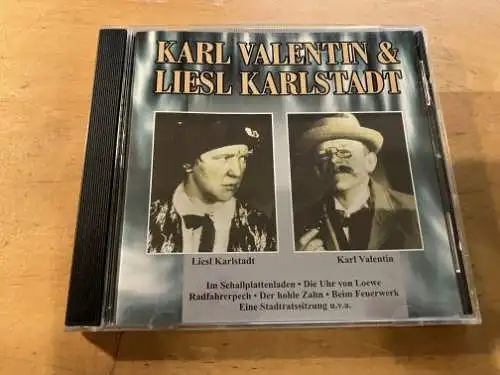 KARL VALENTIN &
LIESL KARLSTADT
Liesl Karlstadt
Karl Valentin
Im Schallplattenladen • Die Uhr von Loewe
Radfahrerpech • Der hohle Zahn • Beim Feuerwerk
Eine Stadtratssitzung u.v.a.